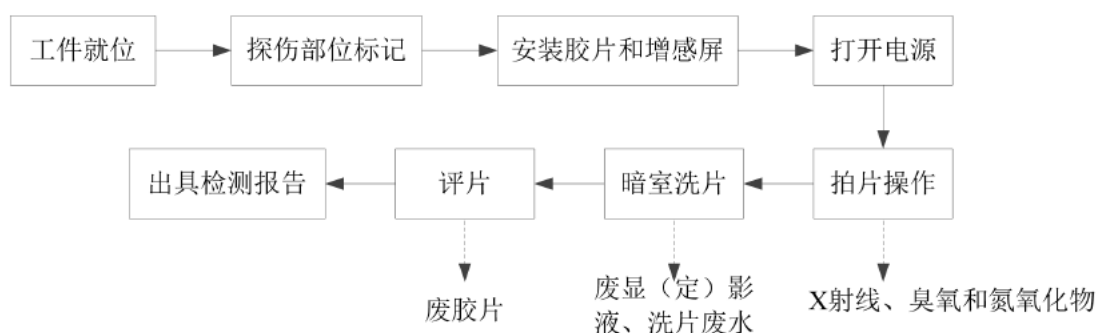 工件就位
探伤部位标记
安装胶片和增感屏
打开电源
出具检测报告
评片
暗室洗片
拍片操作
废胶片
废显（定）影
液、洗片废水
X射线、臭氧和氮氧化物